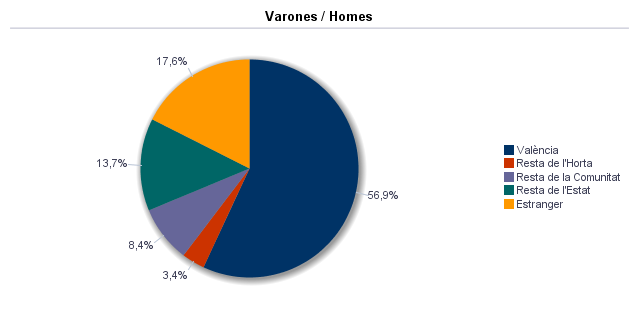 Varones / Homes
17,6%
13,7%
56,9%
8,4%
3,4%
València
Resta de l'Horta
Resta de la Comunitat
Resta de l'Estat
Estranger